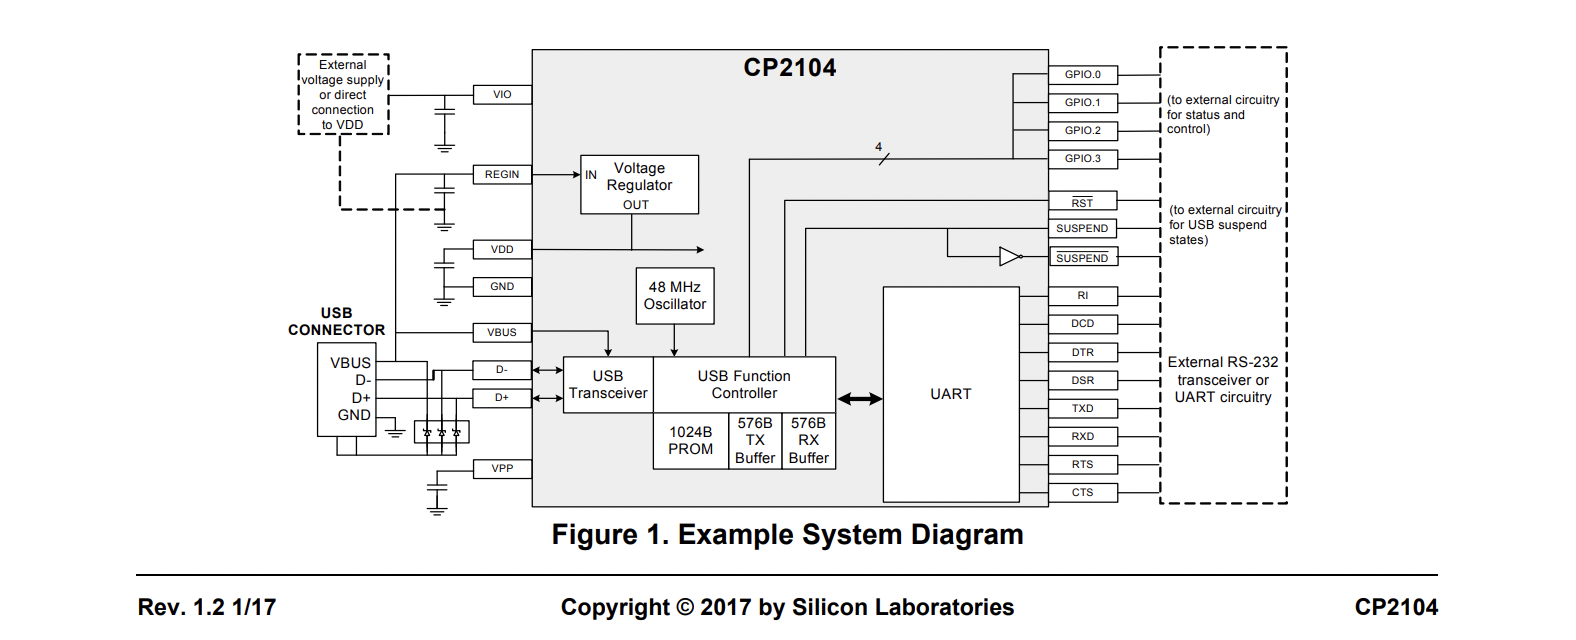 CP2104
External
voltage supply
or direct
connection
to VDD
VIO
REGIN
VDD
GND
VBUS
D-
D+
VPP
USB
CONNECTOR
VBUS
D-
D+
GND
IN
Voltage
Regulator
OUT
48 MHz
Oscillator
USB
Transceiver
USB Function
Controller
1024B
PROM
576B
TX
Buffer
576B
RX
Buffer
UART
4
GPIO.0
GPIO.1
GPIO.2
GPIO.3
RST
SUSPEND
SUSPEND
RI
DCD
DTR
DSR
TXD
RXD
RTS
CTS
(to external circuitry
for status and
control)
(to external circuitry
for USB suspend
states)
External RS-232
transceiver or
UART circuitry
Figure 1. Example System Diagram
Rev. 1.2 1/17
Copyright © 2017 by Silicon Laboratories
CP2104